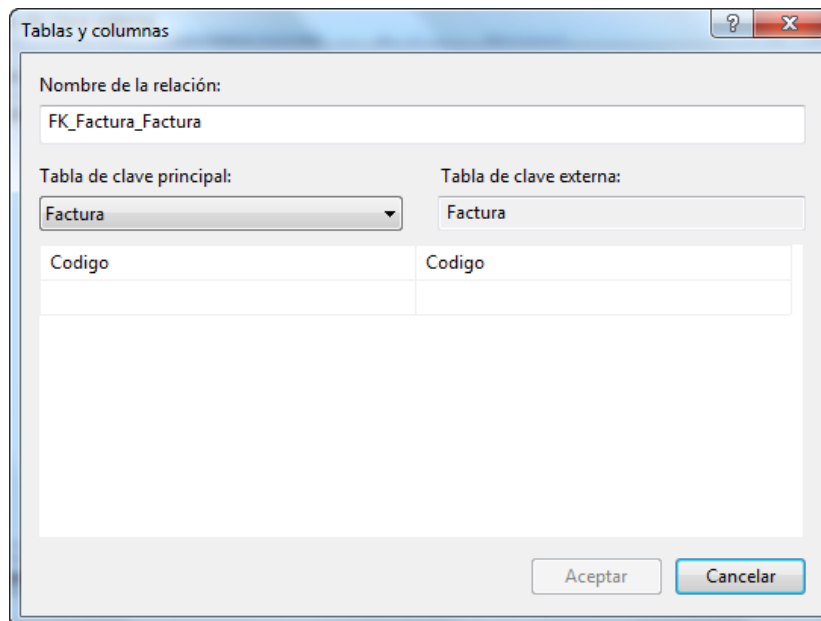 Tablas y columnas
Nombre de la relación:
FK_Factura_Factura
Tabla de clave principal: Tabla de clave externa:
Factura Factura
Codigo Codigo
Aceptar Cancelar